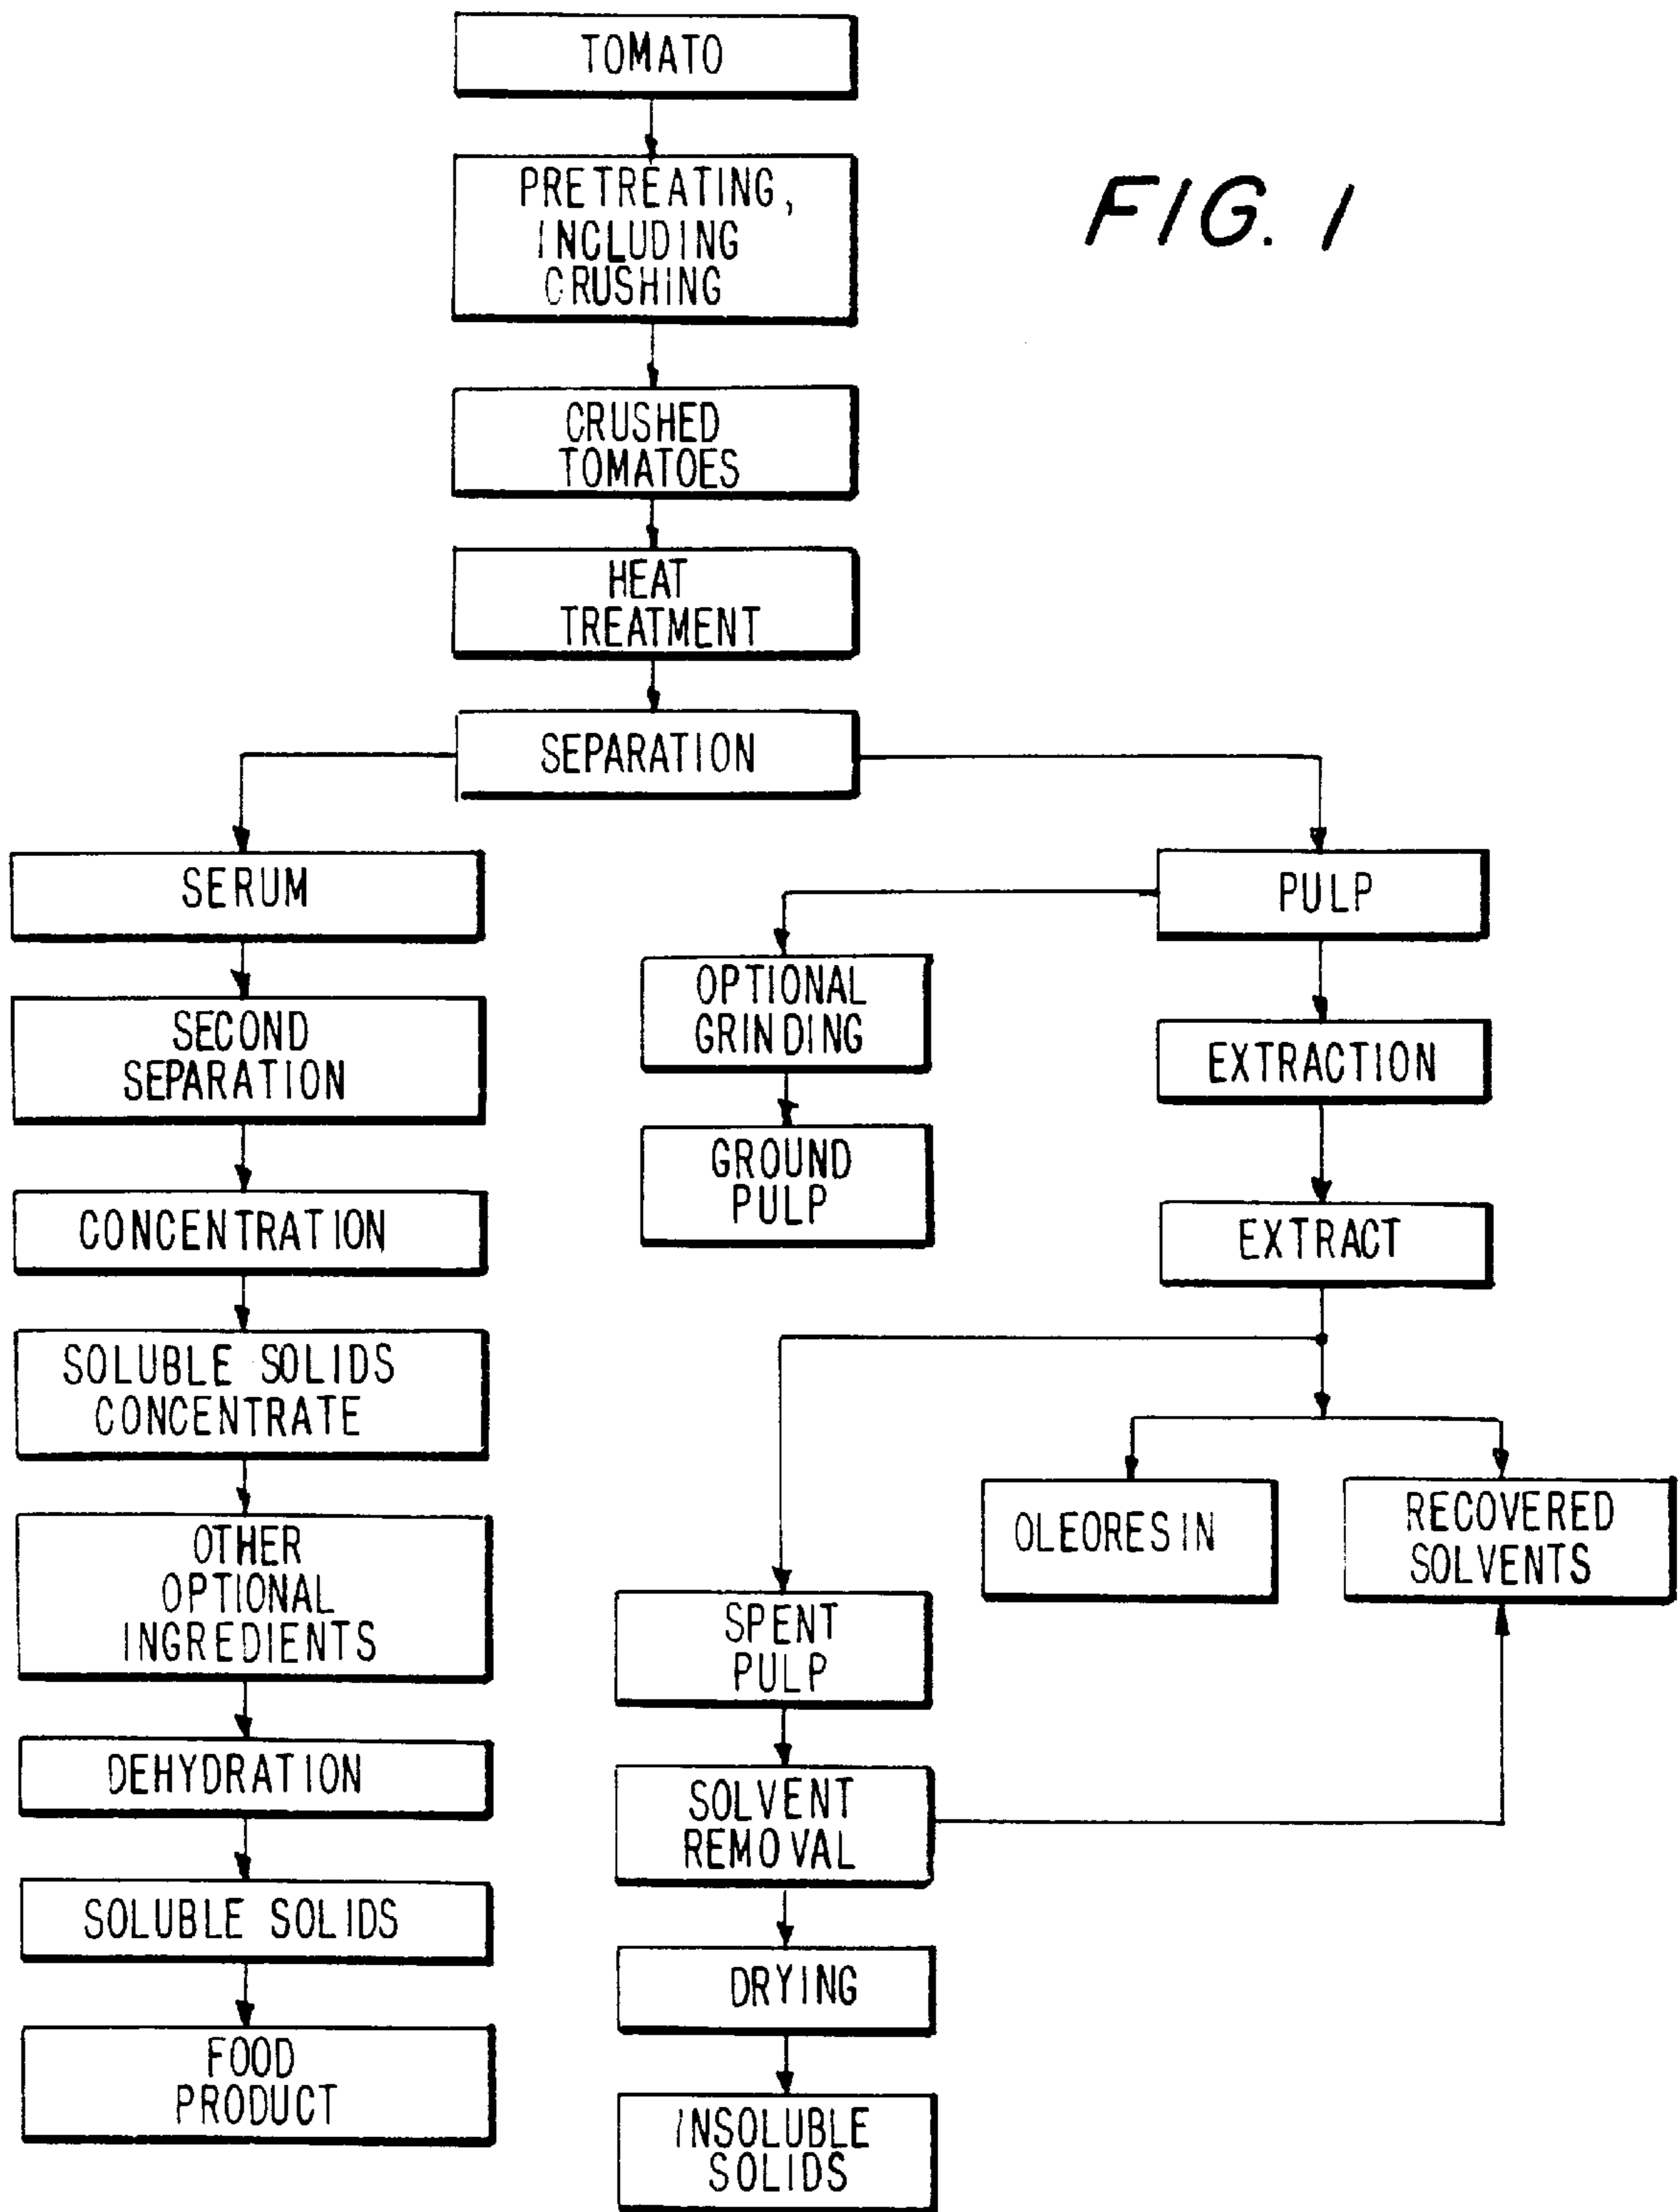 TOMATO
FIG. 1
PRETREATING,
INCLUDING
CRUSHING
CRUSHED
TOMATOES
HEAT
TREATMENT
SEPARATION
SERUM
SECOND
SEPARATION
CONCENTRATION
SOLUBLE SOLIDS
CONCENTRATE
OTHER
OPTIONAL
INGREDIENTS
DEHYDRATION
SOLUBLE SOLIDS
FOOD
PRODUCT
PULP
OPTIONAL
GRINDING
GROUND
PULP
EXTRACTION
EXTRACT
OLEORESIN
RECOVERED
SOLVENTS
SPENT
PULP
SOLVENT
REMOVAL
DRYING
INSOLUBLE
SOLIDS